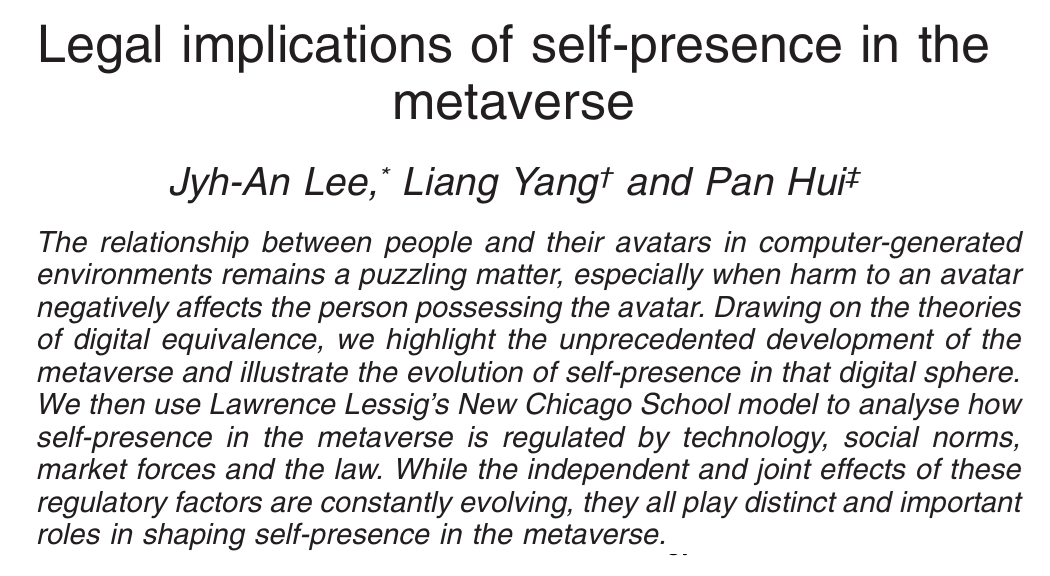 Legal implications of self-presence in the
metaverse
Jyh-An Lee,* Liang Yang† and Pan Hui‡
The relationship between people and their avatars in computer-generated
environments remains a puzzling matter, especially when harm to an avatar
negatively affects the person possessing the avatar. Drawing on the theories
of digital equivalence, we highlight the unprecedented development of the
metaverse and illustrate the evolution of self-presence in that digital sphere.
We then use Lawrence Lessig's New Chicago School model to analyse how
self-presence in the metaverse is regulated by technology, social norms,
market forces and the law. While the independent and joint effects of these
regulatory factors are constantly evolving, they all play distinct and important
roles in shaping self-presence in the metaverse.